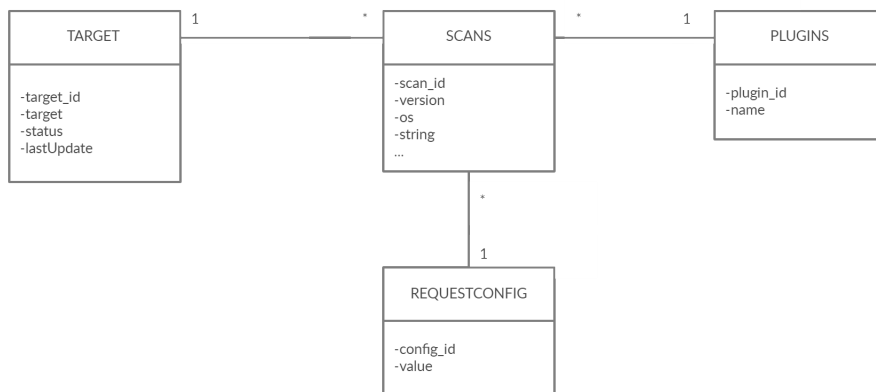 TARGET
-target_id
-target
-status
-lastUpdate
1
*
SCANS
-scan_id
-version
-os
-string
...
*
1
PLUGINS
-plugin_id
-name
*
1
REQUESTCONFIG
-config_id
-value